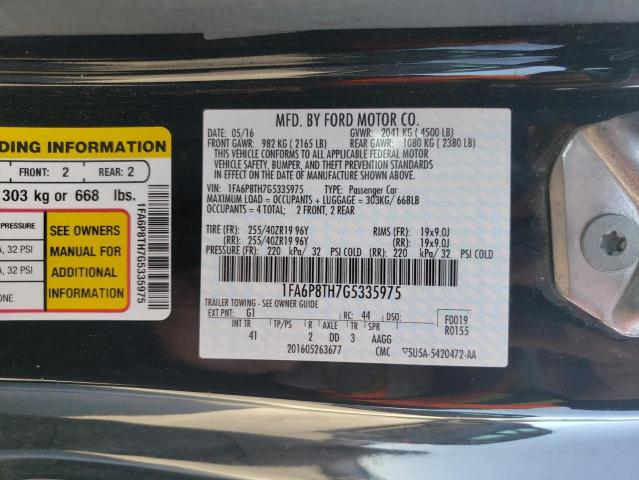 DING INFORMATION
FRONT: 2 REAR: 2
303 kg or 668 lbs.
PRESSURE
A, 32 PSI
A, 32 PSI
ONE
SEE OWNERS
MANUAL FOR
ADDITIONAL
INFORMATION
1FA6P8TH7G5335975
MFD. BY FORD MOTOR CO.
DATE: 05/16 GVWR: 2041 KG ( 4500 LB)
FRONT GAWR: 982 KG ( 2165 LB) REAR GAWR: 1080 KG ( 2380 LB)
THIS VEHICLE CONFORMS TO ALL APPLICABLE FEDERAL MOTOR
VEHICLE SAFETY, BUMPER, AND THEFT PREVENTION STANDARDS
IN EFFECT ON THE DATE OF MANUFACTURE SHOWN ABOVE.
VIN: 1FA6P8TH7G5335975 TYPE: Passenger Car
MAXIMUM LOAD = OCCUPANTS + LUGGAGE = 303KG/ 668LB
OCCUPANTS = 4 TOTAL; 2 FRONT, 2 REAR
TIRE (FR): 255/40ZR19 96Y RIMS (FR): 19x9.0J
(RR): 255/40ZR19 96Y (RR): 19x9.0J
PRESSURE (FR): 220 kPa/ 32 PSI COLD (RR): 220 kPa/ 32 PSI COLD
1FA6P8TH7G5335975
TRAILER TOWING - SEE OWNER GUIDE
EXT PNT: G1 RC: 44 DSO: F0019
INT TR TP/PS R AXLE TR SPR R0155
41 2 DD 3 AAGG
201605263677 CMC ▽5U5A-5420472-AA